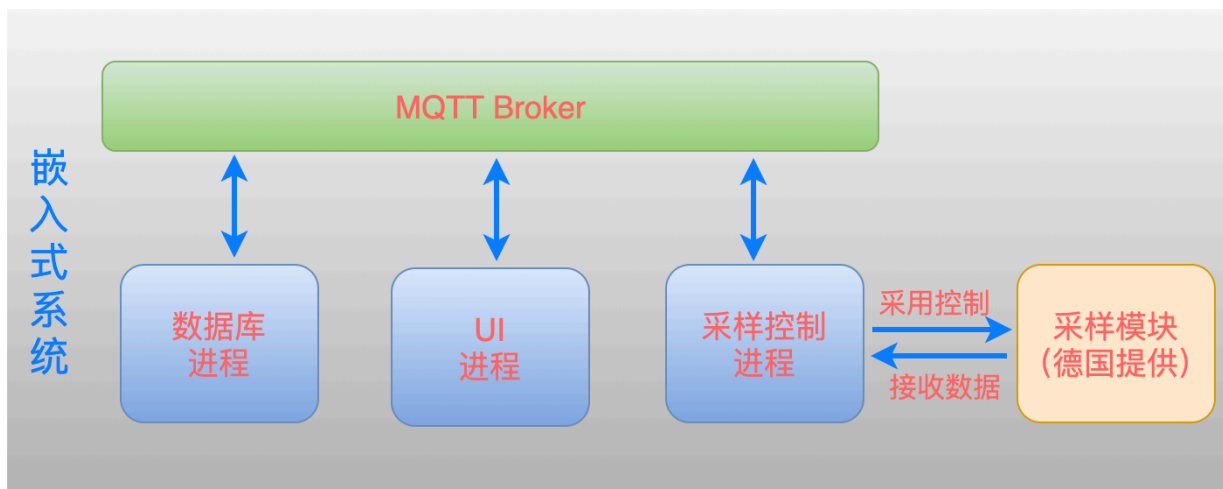 MQTT Broker
嵌入式系统
数据库
进程
UI
进程
采样控制
进程
采用控制
接收数据
采样模块
(德国提供)